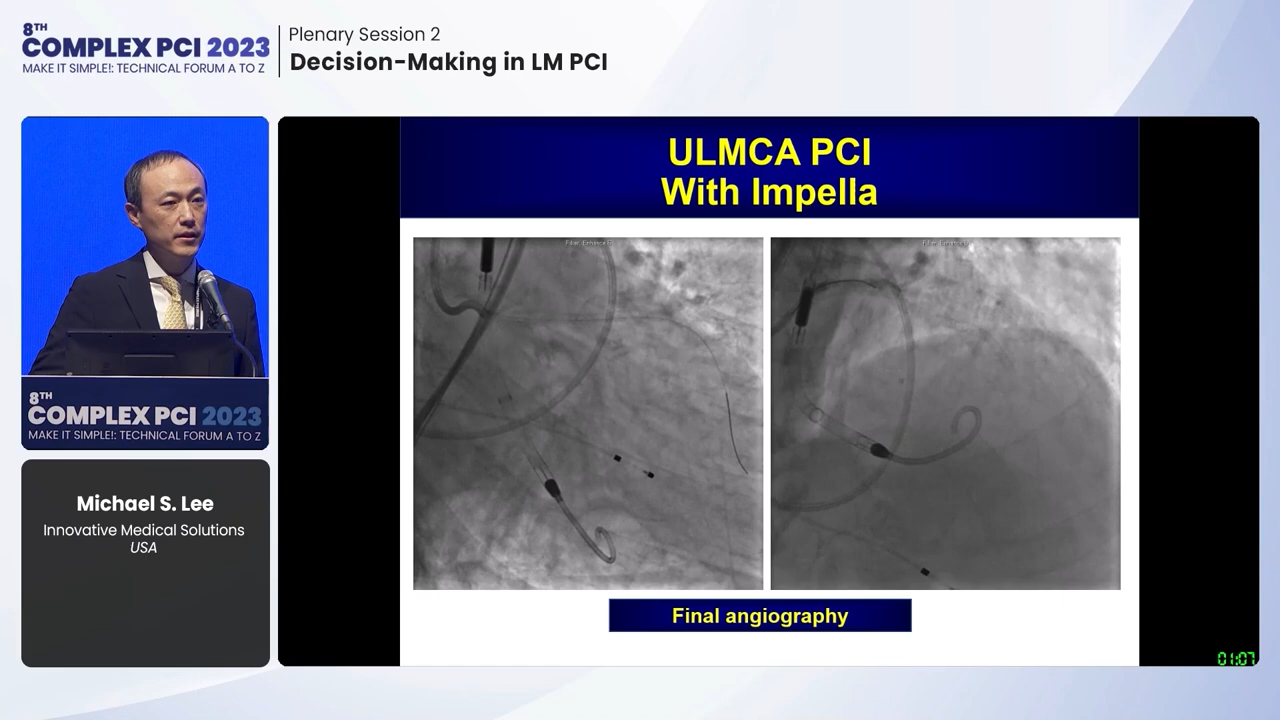 8TH
COMPLEX PCI 2023
MAKE IT SIMPLE!: TECHNICAL FORUM A TO Z
Plenary Session 2
Decision-Making in LM PCI
8TH
COMPLEX PCI 2023
MAKE IT SIMPLE!: TECHNICAL FORUM A TO Z
Michael S. Lee
Innovative Medical Solutions
USA
ULMCA PCI
With Impella
Final angiography
01:07